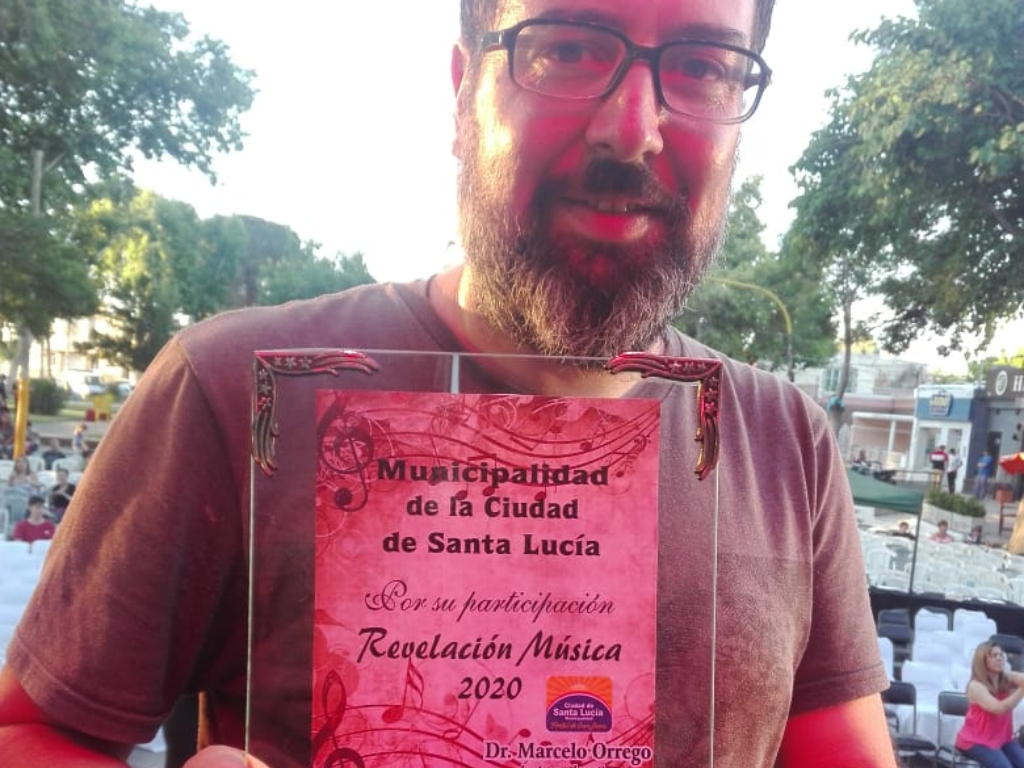 Municipalidad
de la Ciudad
de Santa Lucía
Por su participación
Revelación Música
2020
Ciudad de
Santa Lucía
Municipalidad
Dr. Marcelo Orrego
H